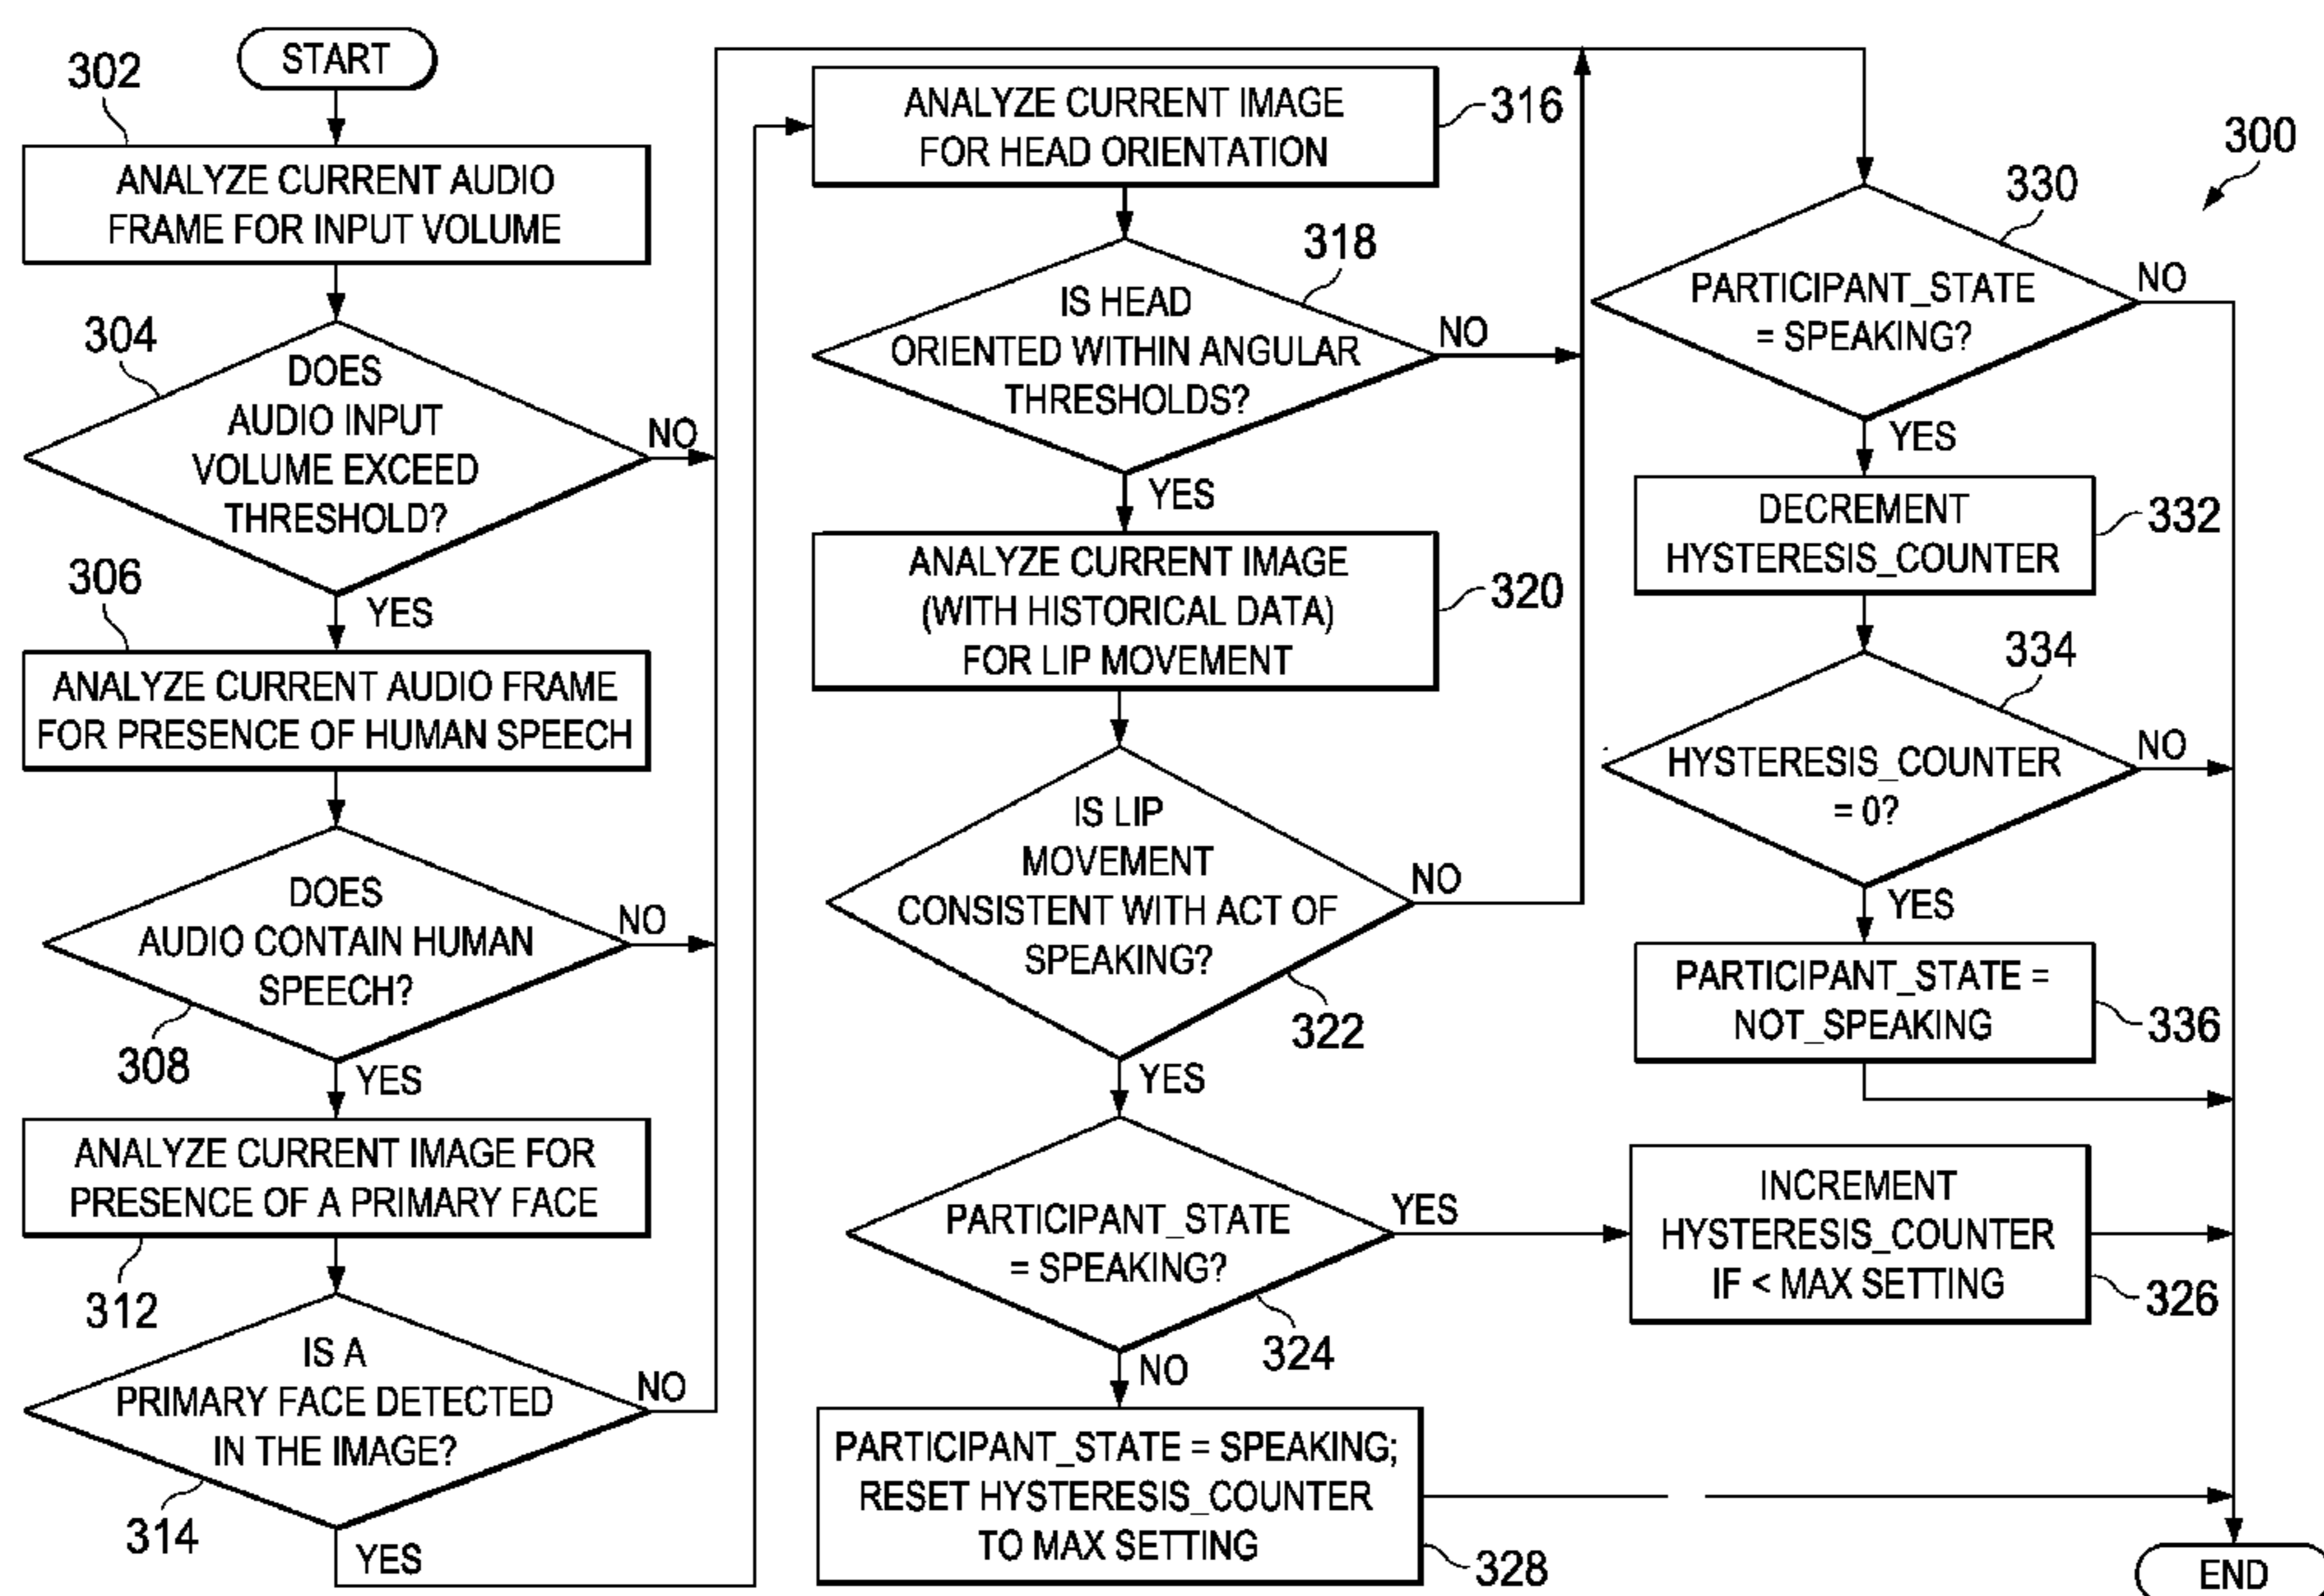 START
302
ANALYZE CURRENT AUDIO
FRAME FOR INPUT VOLUME
304
DOES
AUDIO INPUT
VOLUME EXCEED
THRESHOLD?
NO
YES
306
ANALYZE CURRENT AUDIO FRAME
FOR PRESENCE OF HUMAN SPEECH
DOES
AUDIO CONTAIN HUMAN
SPEECH?
NO
308
YES
ANALYZE CURRENT IMAGE FOR
PRESENCE OF A PRIMARY FACE
312
IS A
PRIMARY FACE DETECTED
IN THE IMAGE?
NO
314
YES
ANALYZE CURRENT IMAGE
FOR HEAD ORIENTATION
316
318
IS HEAD
ORIENTED WITHIN ANGULAR
THRESHOLDS?
NO
YES
ANALYZE CURRENT IMAGE
(WITH HISTORICAL DATA)
FOR LIP MOVEMENT
320
IS LIP
MOVEMENT
CONSISTENT WITH ACT OF
SPEAKING?
NO
322
YES
PARTICIPANT_STATE
= SPEAKING?
YES
324
NO
PARTICIPANT_STATE = SPEAKING;
RESET HYSTERESIS_COUNTER
TO MAX SETTING
328
300
330
PARTICIPANT_STATE
= SPEAKING?
NO
YES
DECREMENT
HYSTERESIS_COUNTER
332
334
HYSTERESIS_COUNTER
= 0?
NO
YES
PARTICIPANT_STATE =
NOT_SPEAKING
336
INCREMENT
HYSTERESIS_COUNTER
IF < MAX SETTING
326
END